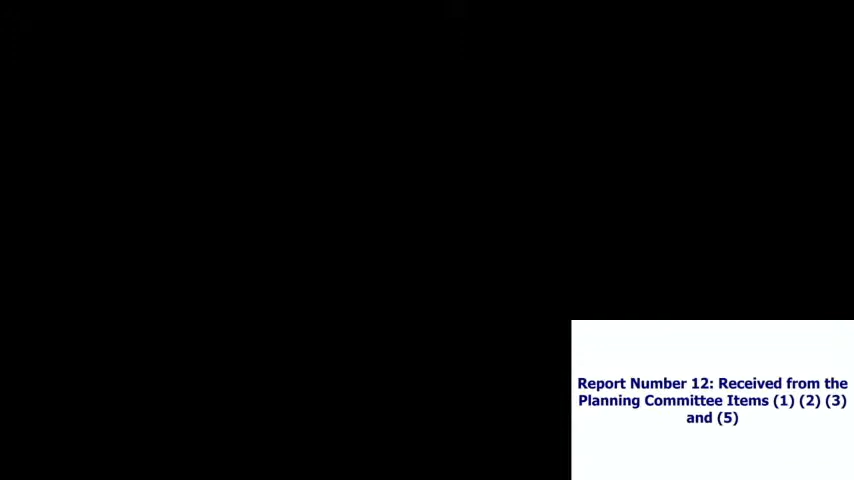 Report Number 12: Received from the
Planning Committee Items (1) (2) (3)
and (5)